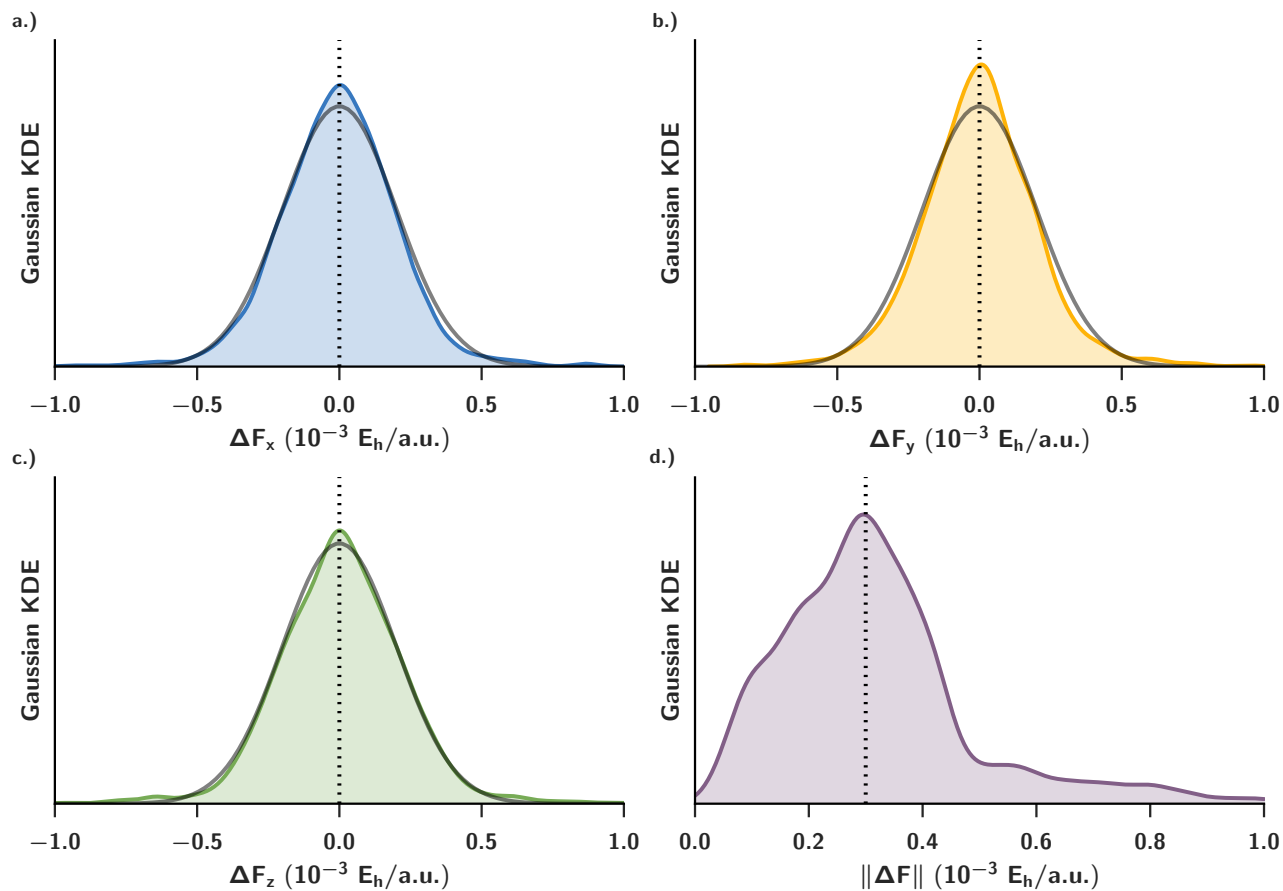 a.)
Gaussian KDE
−1.0 −0.5 0.0 0.5 1.0
ΔFₓ (10⁻³ Eₕ/a.u.)
b.)
Gaussian KDE
−1.0 −0.5 0.0 0.5 1.0
ΔF_y (10⁻³ Eₕ/a.u.)
c.)
Gaussian KDE
−1.0 −0.5 0.0 0.5 1.0
ΔF_z (10⁻³ Eₕ/a.u.)
d.)
Gaussian KDE
0.0 0.2 0.4 0.6 0.8 1.0
||ΔF|| (10⁻³ Eₕ/a.u.)